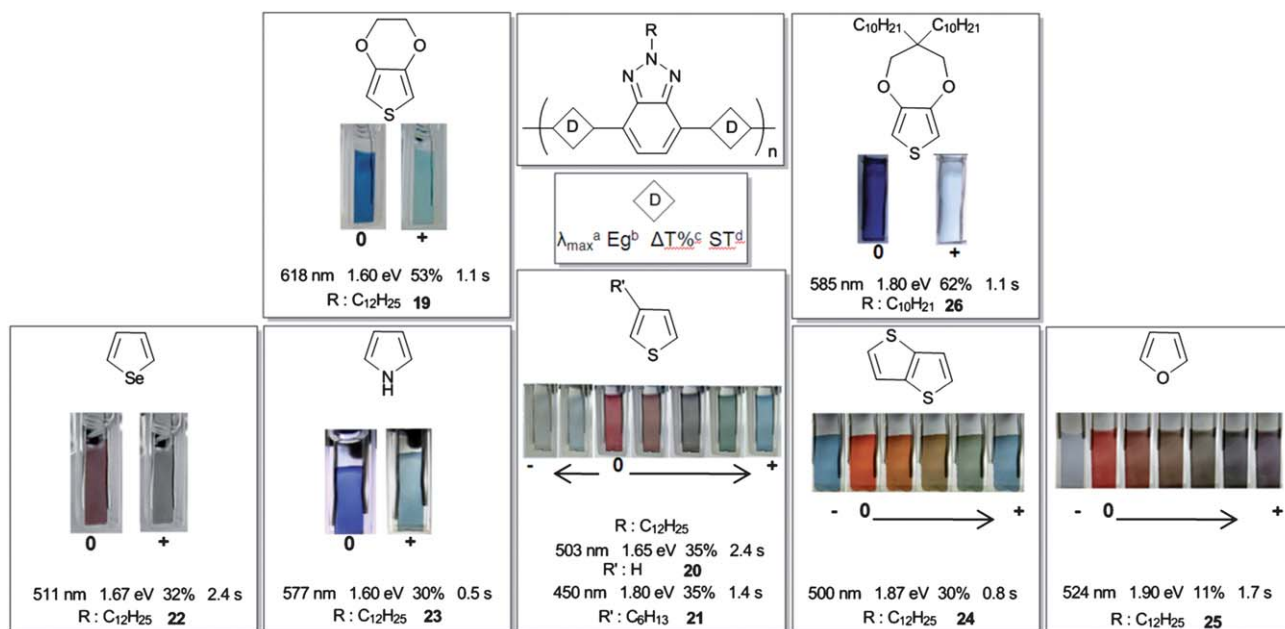 O
O
S
0
+
618 nm 1.60 eV 53% 1.1 s
R : C₁₂H₂₅ 19
R
N
N
N
D
D
n
D
λmaxᵃ Egᵇ ΔT%ᶜ STᵈ
C₁₀H₂₁
C₁₀H₂₁
O
O
S
0
+
585 nm 1.80 eV 62% 1.1 s
R : C₁₀H₂₁ 26
Se
0
+
511 nm 1.67 eV 32% 2.4 s
R : C₁₂H₂₅ 22
N
H
0
+
577 nm 1.60 eV 30% 0.5 s
R : C₁₂H₂₅ 23
R'
S
- 0 +
R : C₁₂H₂₅
503 nm 1.65 eV 35% 2.4 s
R' : H 20
450 nm 1.80 eV 35% 1.4 s
R' : C₆H₁₃ 21
S
S
- 0 +
500 nm 1.87 eV 30% 0.8 s
R : C₁₂H₂₅ 24
O
- 0 +
524 nm 1.90 eV 11% 1.7 s
R : C₁₂H₂₅ 25